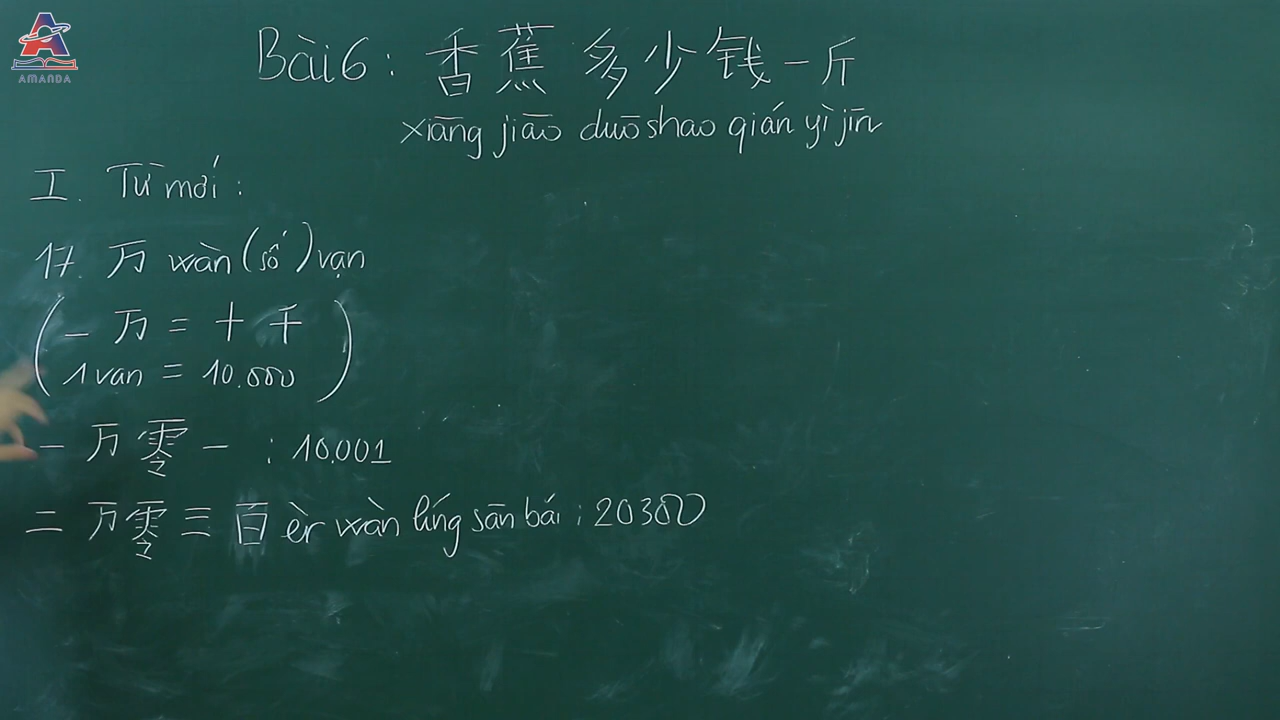 AMANDA
Bài 6: 香蕉 多少钱一斤
xiāng jiāo duō shao qián yì jīn
I. Từ mới:
17. 万 wàn (số) vạn
(一 万 = 十 千
1 vạn = 10.000)
一 万 零 一 : 10.001
二 万 零 三 百 èr wàn líng sān bái : 20300